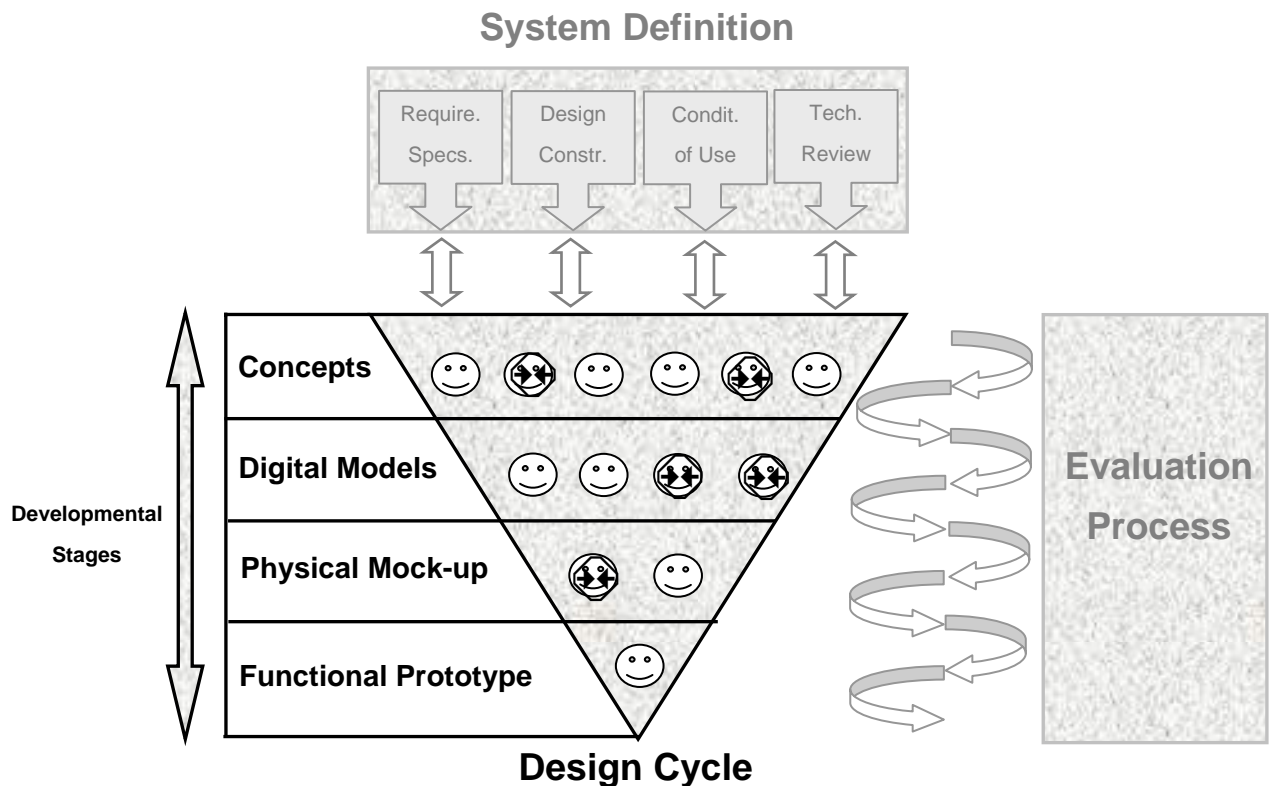 System Definition
Require.
Specs.
Design
Constr.
Condit.
of Use
Tech.
Review
Concepts
Digital Models
Physical Mock-up
Functional Prototype
Developmental
Stages
Evaluation
Process
Design Cycle